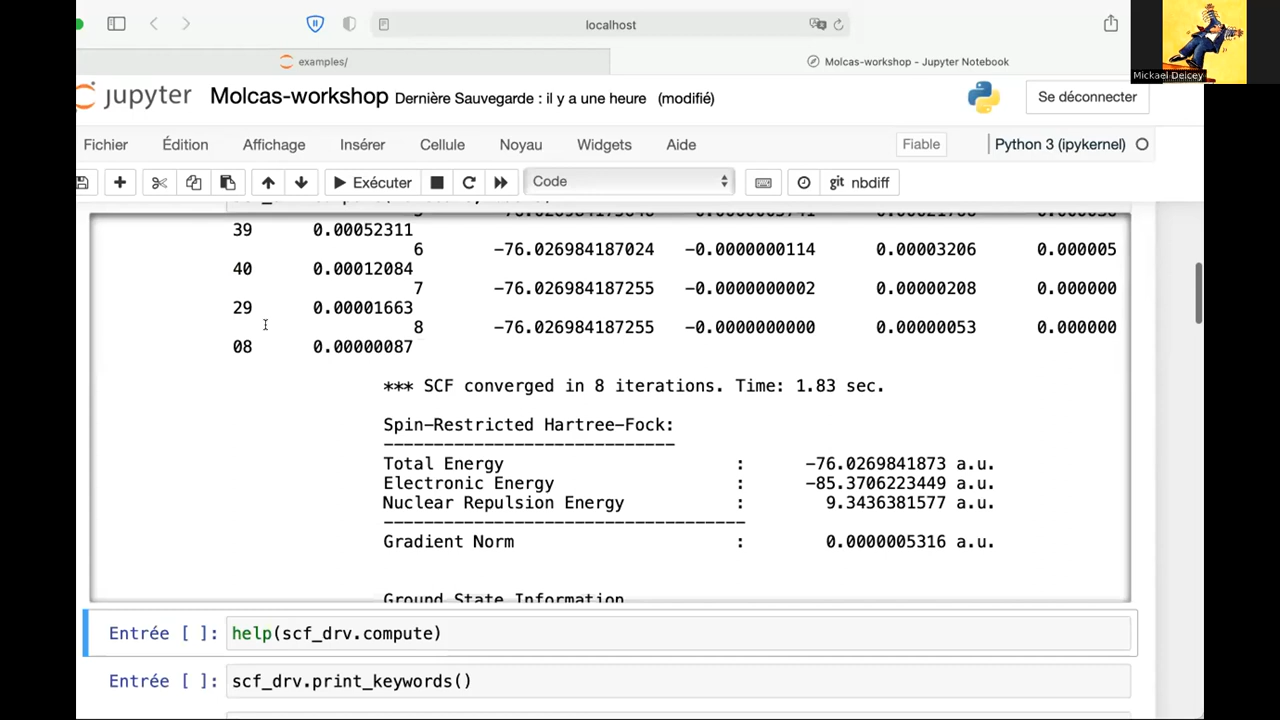 localhost
examples/
Molcas-workshop - Jupyter Notebook
Mickael Delcey
jupyter Molcas-workshop Dernière Sauvegarde : il y a une heure (modifié)
Se déconnecter
Fichier Édition Affichage Insérer Cellule Noyau Widgets Aide
Fiable
Python 3 (ipykernel)
Exécuter
Code
git nbdiff
39 0.00052311
6 -76.026984187024 -0.0000000114 0.00003206 0.000005
40 0.00012084
7 -76.026984187255 -0.0000000002 0.00000208 0.000000
29 0.00001663
8 -76.026984187255 -0.0000000000 0.00000053 0.000000
08 0.00000087
*** SCF converged in 8 iterations. Time: 1.83 sec.
Spin-Restricted Hartree-Fock:
-----------------------------
Total Energy : -76.0269841873 a.u.
Electronic Energy : -85.3706223449 a.u.
Nuclear Repulsion Energy : 9.3436381577 a.u.
------------------------------------
Gradient Norm : 0.0000005316 a.u.
Ground State Information
Entrée [ ]: help(scf_drv.compute)
Entrée [ ]: scf_drv.print_keywords()